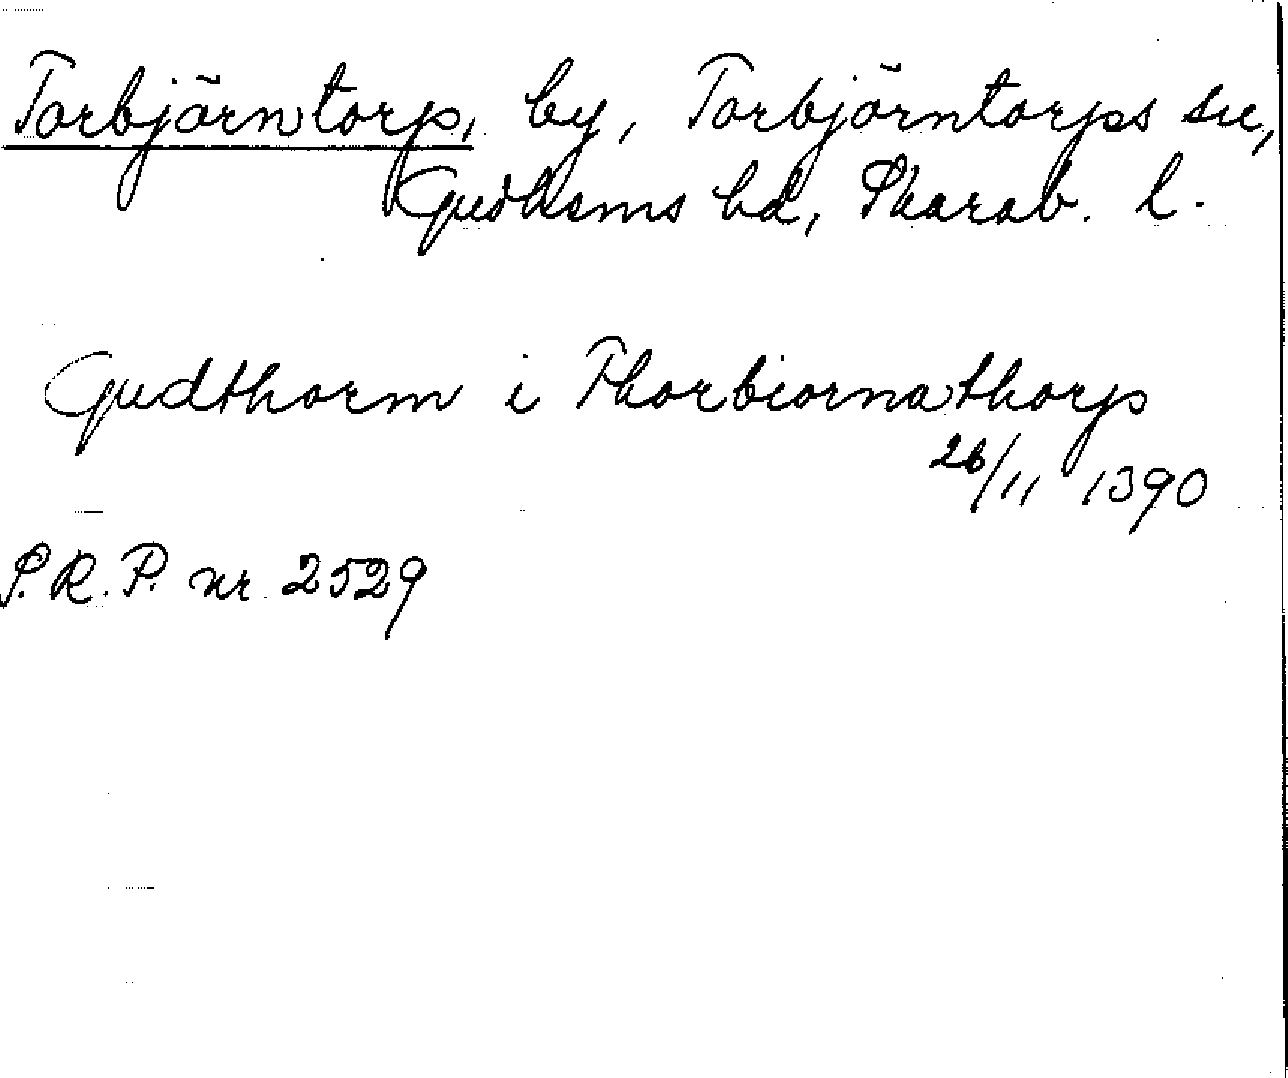 Torbjörntorp, by, Torbjörntorps sn,
Gudhems hd, Skarab. l.
Gudthorm i Thorbiornathorp
26/11 1390
S.R.P. nr 2529